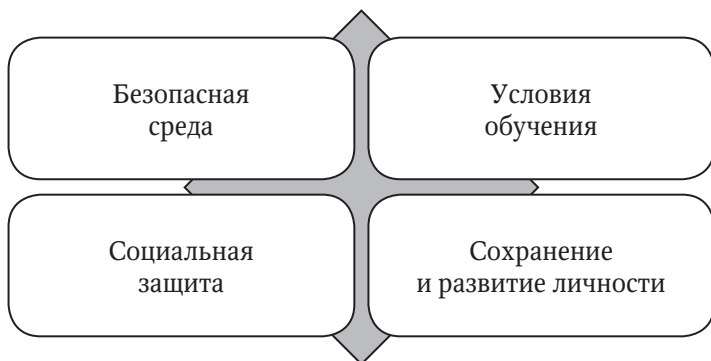 Безопасная
среда
Условия
обучения
Социальная
защита
Сохранение
и развитие личности